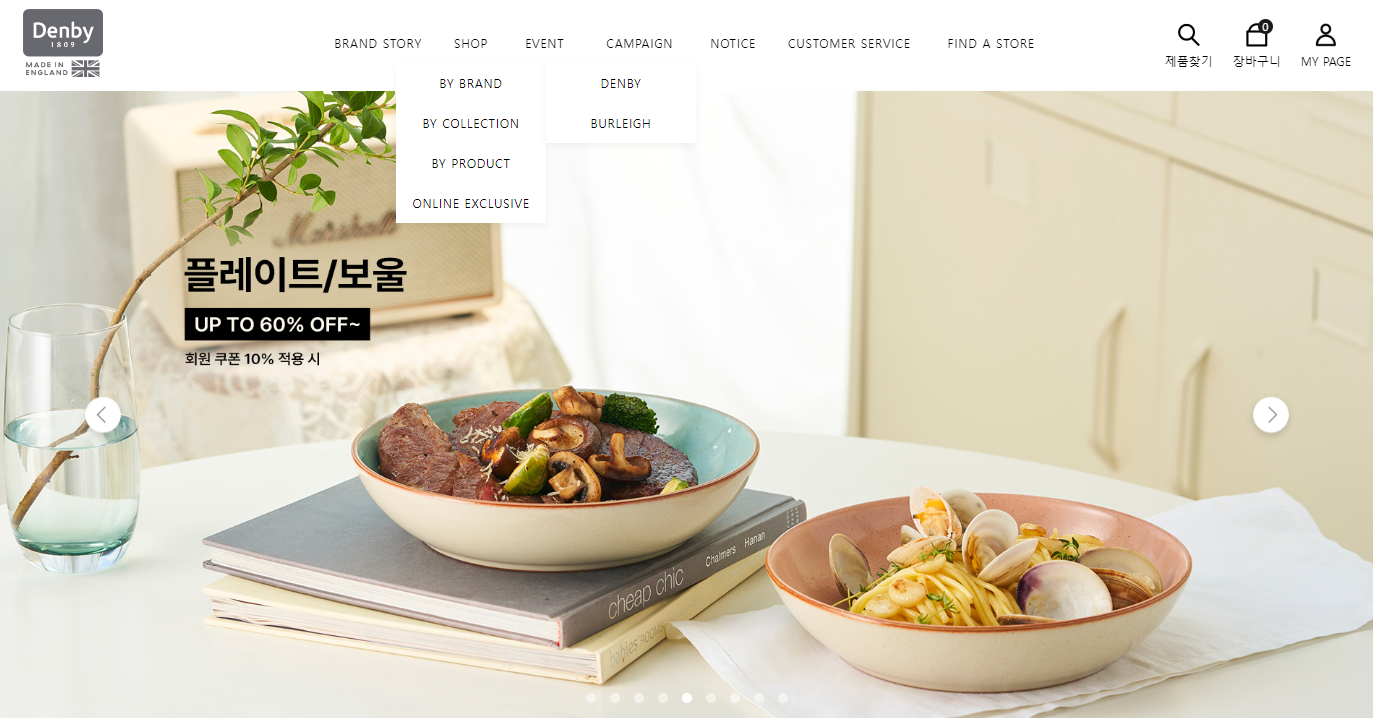 Denby
1809
MADE IN
ENGLAND
BRAND STORY
SHOP
EVENT
CAMPAIGN
NOTICE
CUSTOMER SERVICE
FIND A STORE
0
제품찾기
장바구니
MY PAGE
BY BRAND
BY COLLECTION
BY PRODUCT
ONLINE EXCLUSIVE
DENBY
BURLEIGH
Marshall
플레이트/보울
UP TO 60% OFF~
회원 쿠폰 10% 적용 시
cheap chic
Chalmers Hanan
babies' ROOMS